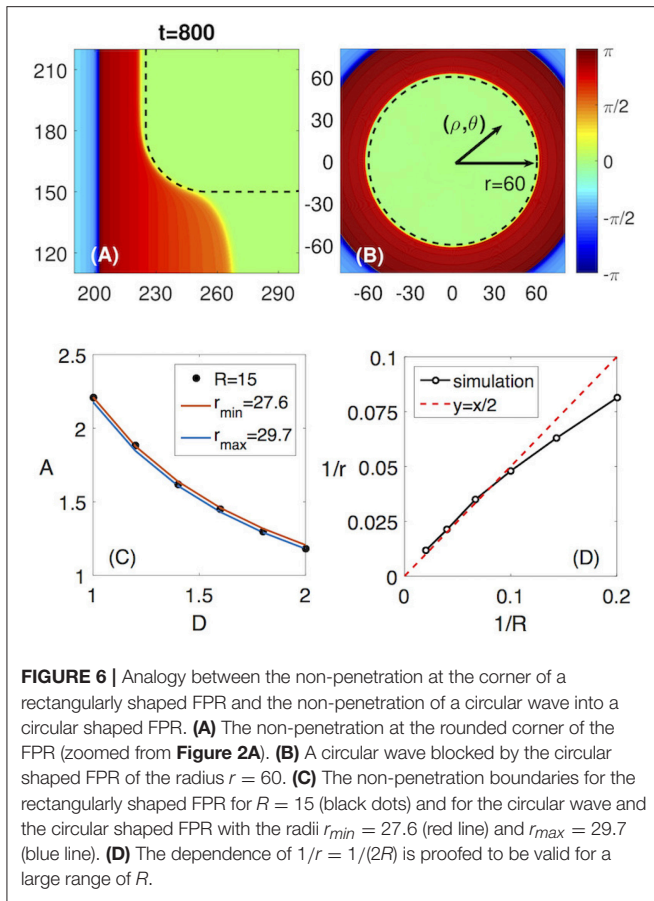 t=800
210
180
150
120
(A)
190 230 260 290
60
30
0
-30
-60
(ρ,θ)
r=60
(B)
-60 -30 0 30 60
π
π/2
0
-π/2
-π
2.5
2
1.5
1
A
R=15
r_min=27.6
r_max=29.7
(C)
1 1.5 2
D
0.1
0.075
0.05
0.025
0
1/r
simulation
y=x/2
(D)
0 0.1 0.2
1/R
FIGURE 6 | Analogy between the non-penetration at the corner of a
rectangularly shaped FPR and the non-penetration of a circular wave into a
circular shaped FPR. (A) The non-penetration at the rounded corner of the
FPR (zoomed from Figure 2A). (B) A circular wave blocked by the circular
shaped FPR of the radius r = 60. (C) The non-penetration boundaries for the
rectangularly shaped FPR for R = 15 (black dots) and for the circular wave and
the circular shaped FPR with the radii r_min = 27.6 (red line) and r_max = 29.7
(blue line). (D) The dependence of 1/r = 1/(2R) is proofed to be valid for a
large range of R.